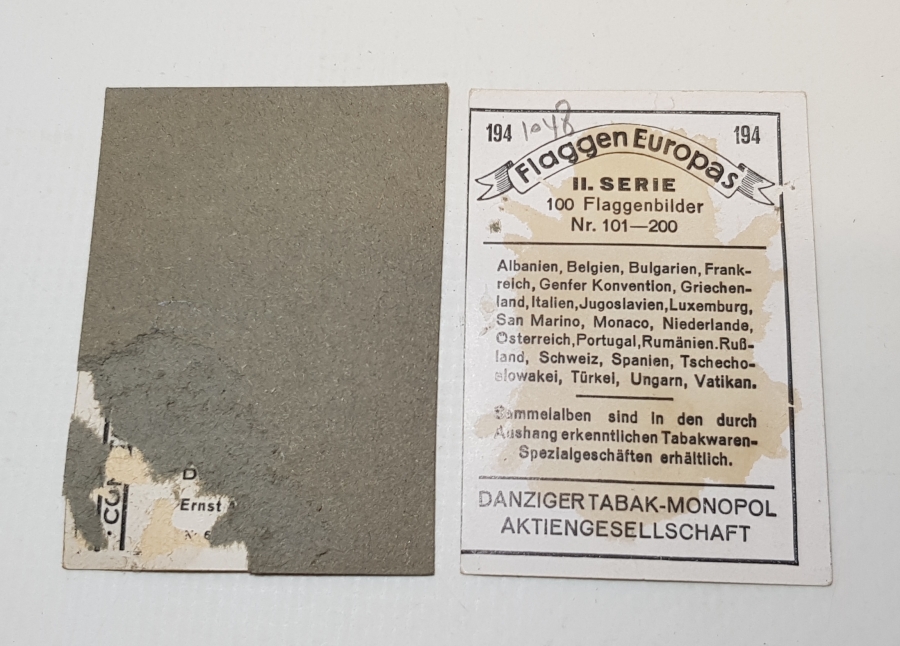 CO
D
Ernst
194 1048 194
Flaggen Europas
II. SERIE
100 Flaggenbilder
Nr. 101—200
Albanien, Belgien, Bulgarien, Frank-
reich, Genfer Konvention, Griechen-
land, Italien, Jugoslavien, Luxemburg,
San Marino, Monaco, Niederlande,
Österreich, Portugal, Rumänien. Ruß-
land, Schweiz, Spanien, Tschecho-
slowakei, Türkei, Ungarn, Vatikan.
Sammelalben sind in den durch
Aushang erkenntlichen Tabakwaren-
Spezialgeschäften erhältlich.
DANZIGER TABAK-MONOPOL
AKTIENGESELLSCHAFT